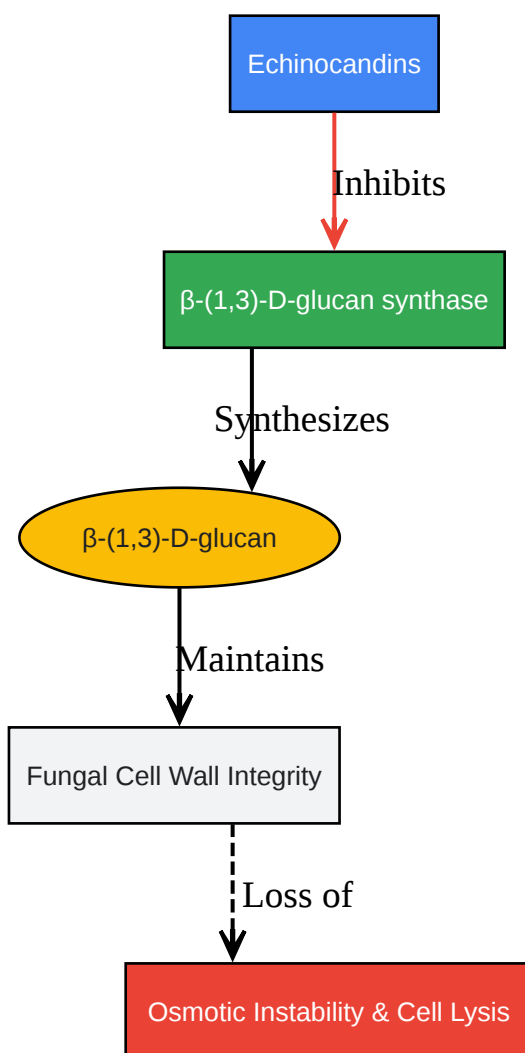 Echinocandins
Inhibits
β-(1,3)-D-glucan synthase
Synthesizes
β-(1,3)-D-glucan
Maintains
Fungal Cell Wall Integrity
Loss of
Osmotic Instability & Cell Lysis